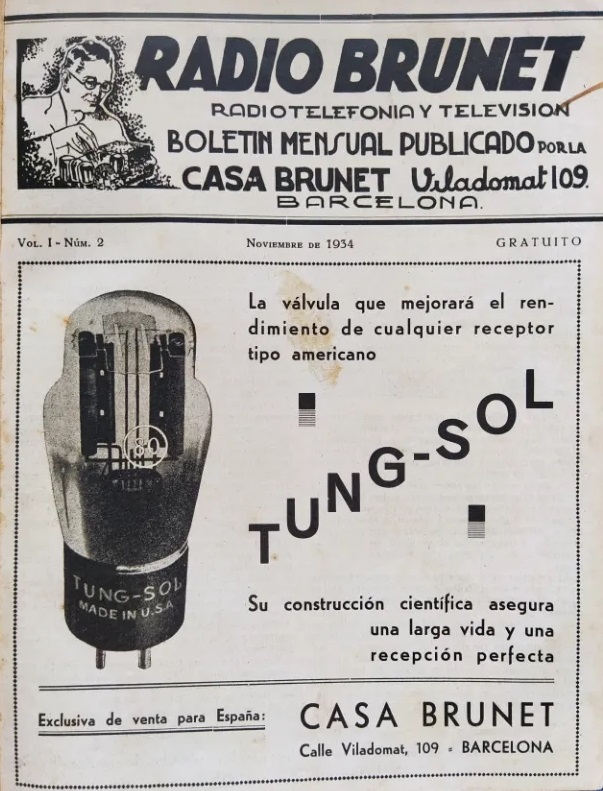 RADIO BRUNET
RADIOTELEFONIA Y TELEVISION
BOLETIN MENSUAL PUBLICADO POR LA
CASA BRUNET Viladomat 109.
BARCELONA.
VOL. I - NÚM. 2 NOVIEMBRE DE 1934 GRATUITO
La válvula que mejorará el ren-
dimiento de cualquier receptor
tipo americano
TUNG-SOL
80
TUNG-SOL
MADE IN U.S.A
Su construcción científica asegura
una larga vida y una
recepción perfecta
Exclusiva de venta para España:
CASA BRUNET
Calle Viladomat, 109 - BARCELONA